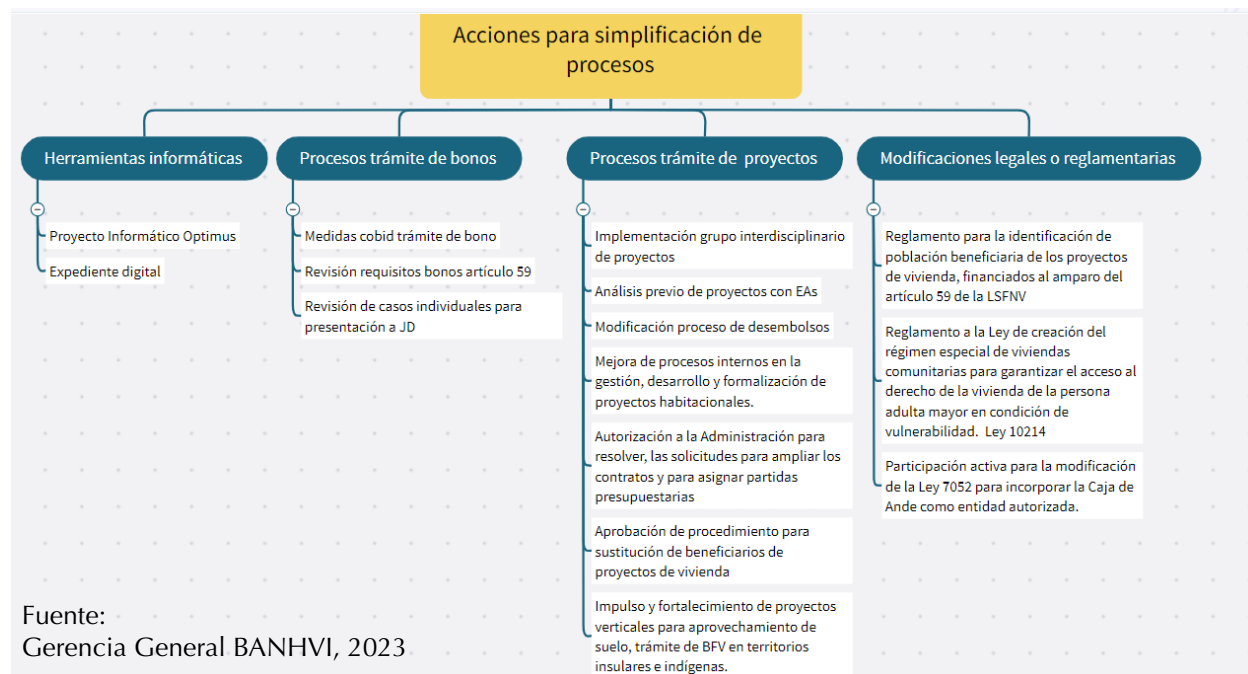 Acciones para simplificación de
procesos
Herramientas informáticas
Proyecto Informático Optimus
Expediente digital
Procesos trámite de bonos
Medidas cobid trámite de bono
Revisión requisitos bonos artículo 59
Revisión de casos individuales para
presentación a JD
Procesos trámite de proyectos
Implementación grupo interdisciplinario
de proyectos
Análisis previo de proyectos con EAs
Modificación proceso de desembolsos
Mejora de procesos internos en la
gestión, desarrollo y formalización de
proyectos habitacionales.
Autorización a la Administración para
resolver, las solicitudes para ampliar los
contratos y para asignar partidas
presupuestarias
Aprobación de procedimiento para
sustitución de beneficiarios de
proyectos de vivienda
Impulso y fortalecimiento de proyectos
verticales para aprovechamiento de
suelo, trámite de BFV en territorios
insulares e indígenas.
Modificaciones legales o reglamentarias
Reglamento para la identificación de
población beneficiaria de los proyectos
de vivienda, financiados al amparo del
artículo 59 de la LSFNV
Reglamento a la Ley de creación del
régimen especial de viviendas
comunitarias para garantizar el acceso al
derecho de la vivienda de la persona
adulta mayor en condición de
vulnerabilidad. Ley 10214
Participación activa para la modificación
de la Ley 7052 para incorporar la Caja de
Ande como entidad autorizada.
Fuente:
Gerencia General BANHVI, 2023